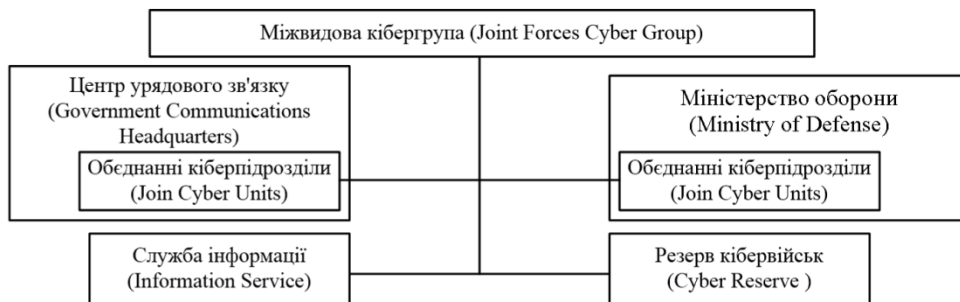 Міжвидова кібергрупа (Joint Forces Cyber Group)
Центр урядового зв'язку
(Government Communications
Headquarters)
Обєднанні кіберпідрозділи
(Join Cyber Units)
Міністерство оборони
(Ministry of Defense)
Обєднанні кіберпідрозділи
(Join Cyber Units)
Служба інформації
(Information Service)
Резерв кібервійськ
(Cyber Reserve )